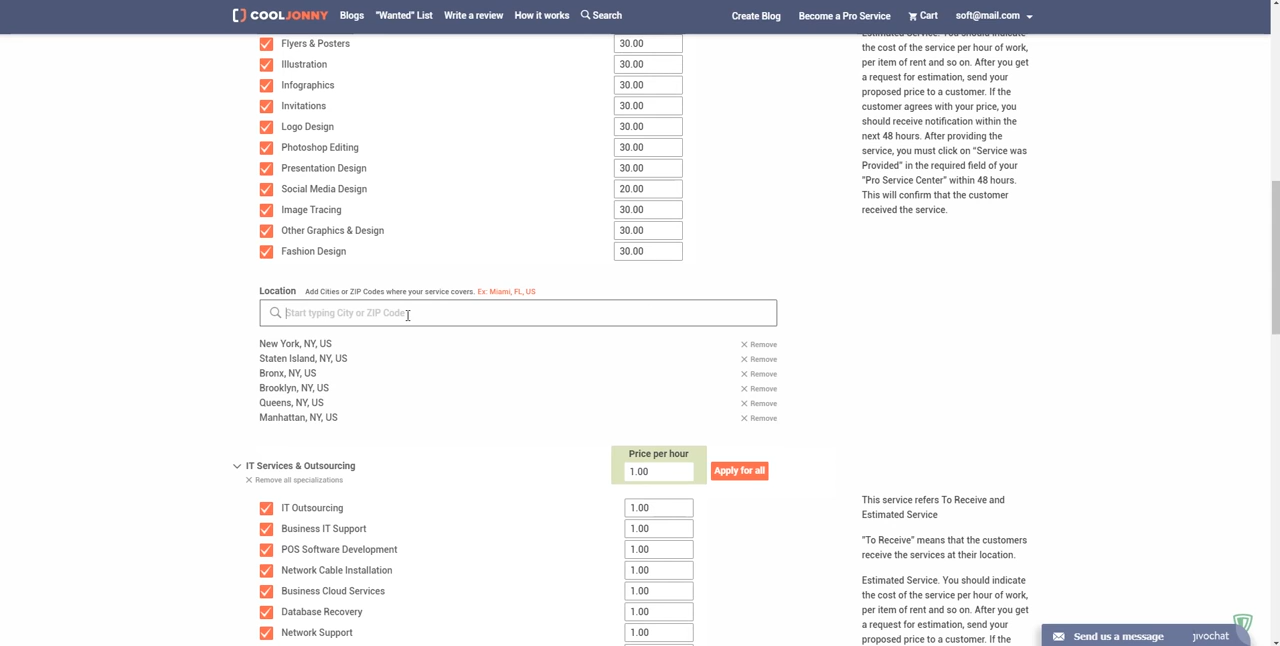 COOLJONNY Blogs "Wanted" List Write a review How it works Search Create Blog Become a Pro Service Cart soft@mail.com
Flyers & Posters 30.00
Illustration 30.00
Infographics 30.00
Invitations 30.00
Logo Design 30.00
Photoshop Editing 30.00
Presentation Design 30.00
Social Media Design 20.00
Image Tracing 30.00
Other Graphics & Design 30.00
Fashion Design 30.00
Estimated Service. You should indicate
the cost of the service per hour of work,
per item of rent and so on. After you get
a request for estimation, send your
proposed price to a customer. If the
customer agrees with your price, you
should receive notification within the
next 48 hours. After providing the
service, you must click on "Service was
Provided" in the required field of your
"Pro Service Center" within 48 hours.
This will confirm that the customer
received the service.
Location Add Cities or ZIP Codes where your service covers. Ex: Miami, FL, US
Start typing City or ZIP Code
New York, NY, US Remove
Staten Island, NY, US Remove
Bronx, NY, US Remove
Brooklyn, NY, US Remove
Queens, NY, US Remove
Manhattan, NY, US Remove
IT Services & Outsourcing
Remove all specializations
Price per hour
1.00 Apply for all
IT Outsourcing 1.00
Business IT Support 1.00
POS Software Development 1.00
Network Cable Installation 1.00
Business Cloud Services 1.00
Database Recovery 1.00
Network Support 1.00
This service refers To Receive and
Estimated Service
"To Receive" means that the customers
receive the services at their location.
Estimated Service. You should indicate
the cost of the service per hour of work,
per item of rent and so on. After you get
a request for estimation, send your
proposed price to a customer. If the
Send us a message jivochat